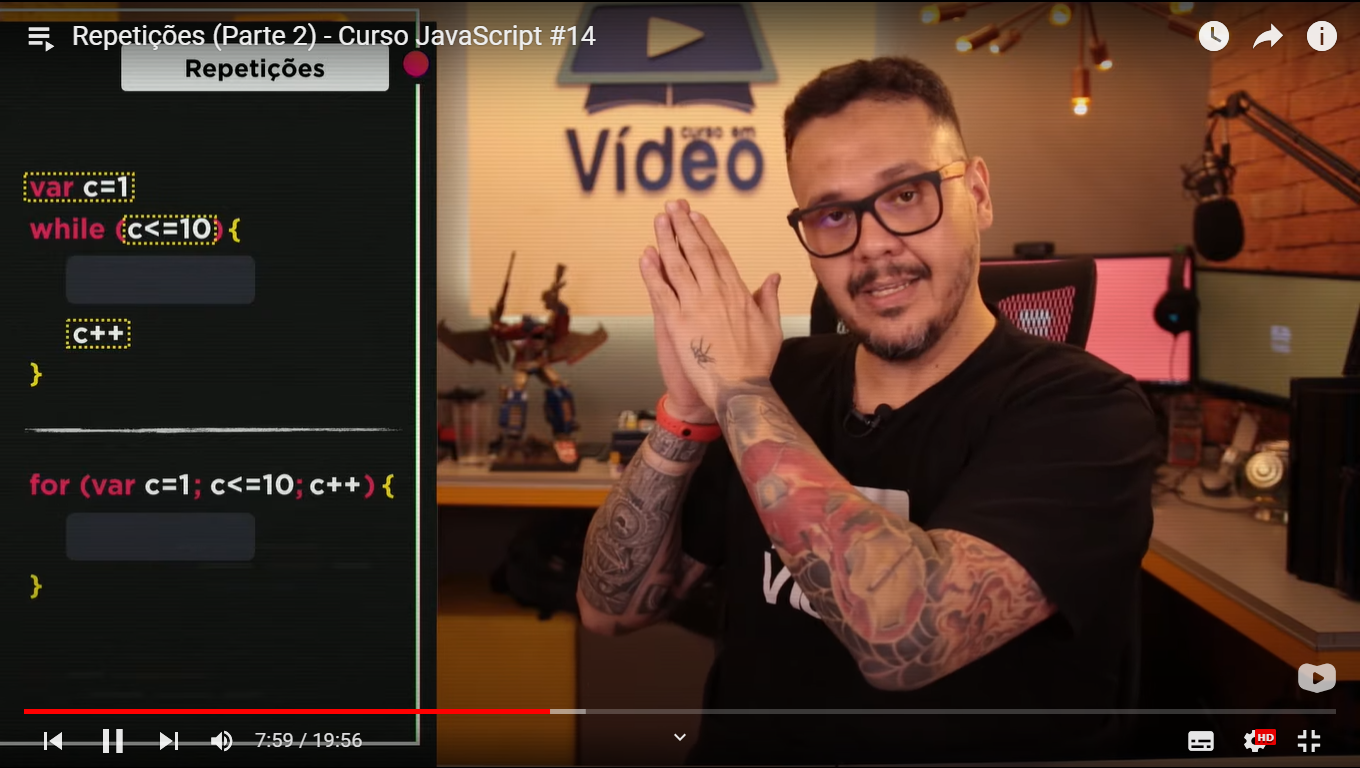 Repetições (Parte 2) - Curso JavaScript #14
Repetições
var c=1
while (c<=10) {
c++
}
for (var c=1; c<=10; c++) {
}
curso em
Vídeo
7:59 / 19:56
HD